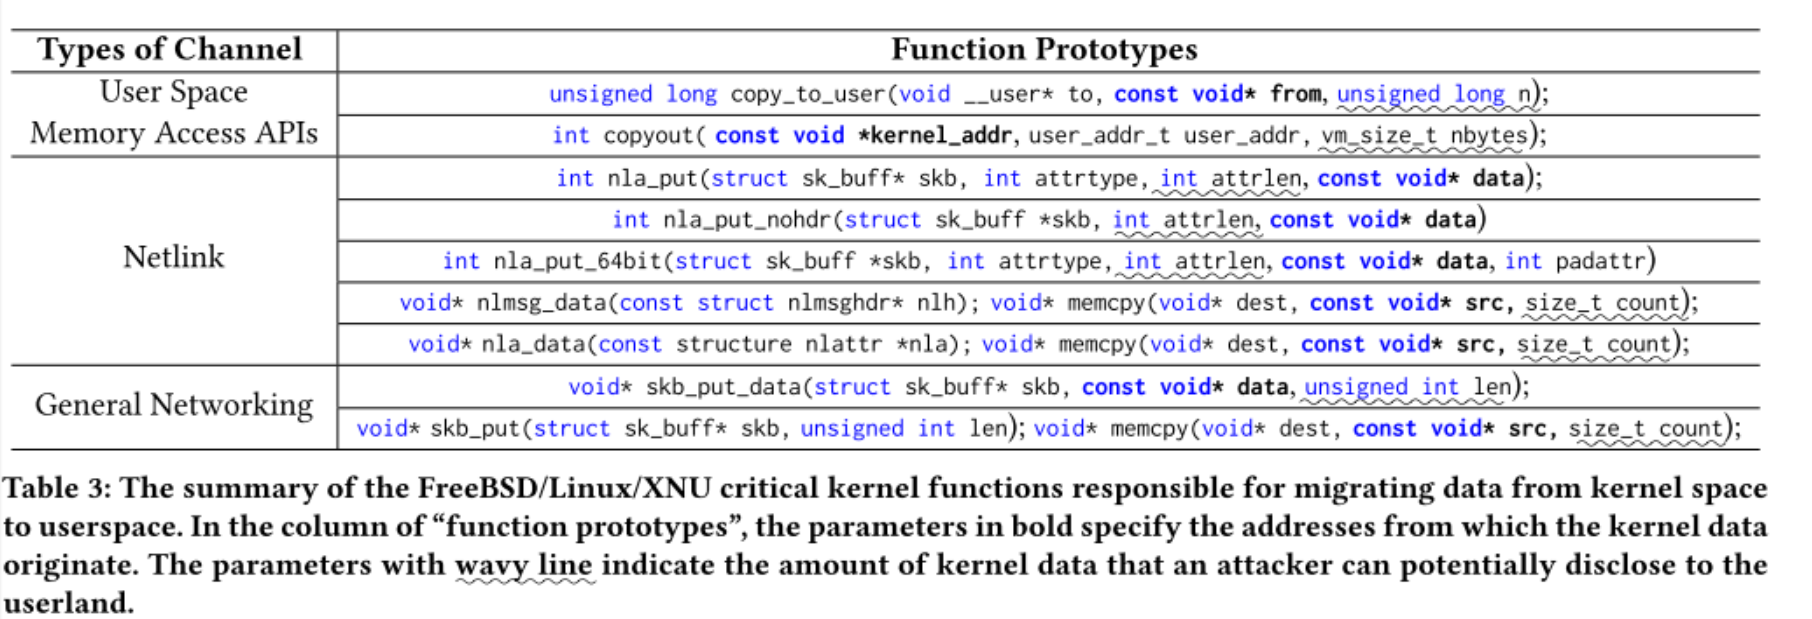 Types of Channel Function Prototypes
User Space
Memory Access APIs
unsigned long copy_to_user(void __user* to, const void* from, unsigned long n);
int copyout( const void *kernel_addr, user_addr_t user_addr, vm_size_t nbytes);
Netlink
int nla_put(struct sk_buff* skb, int attrtype, int attrlen, const void* data);
int nla_put_nohdr(struct sk_buff *skb, int attrlen, const void* data)
int nla_put_64bit(struct sk_buff *skb, int attrtype, int attrlen, const void* data, int padattr)
void* nlmsg_data(const struct nlmsghdr* nlh); void* memcpy(void* dest, const void* src, size_t count);
void* nla_data(const structure nlattr *nla); void* memcpy(void* dest, const void* src, size_t count);
General Networking
void* skb_put_data(struct sk_buff* skb, const void* data, unsigned int len);
void* skb_put(struct sk_buff* skb, unsigned int len); void* memcpy(void* dest, const void* src, size_t count);
Table 3: The summary of the FreeBSD/Linux/XNU critical kernel functions responsible for migrating data from kernel space
to userspace. In the column of “function prototypes”, the parameters in bold specify the addresses from which the kernel data
originate. The parameters with wavy line indicate the amount of kernel data that an attacker can potentially disclose to the
userland.